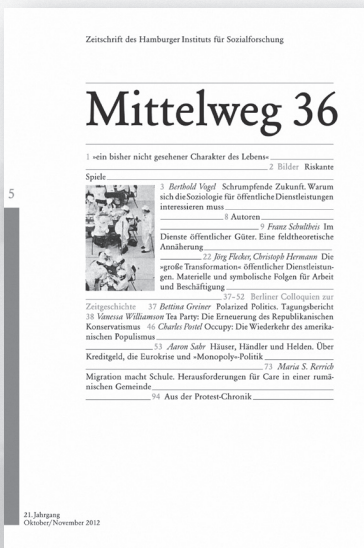 Zeitschrift des Hamburger Instituts für Sozialforschung
Mittelweg 36
1 »ein bisher nicht gesehener Charakter des Lebens«
2 Bilder Riskante
Spiele
3 Berthold Vogel Schrumpfende Zukunft. Warum
sich die Soziologie für öffentliche Dienstleistungen
interessieren muss
8 Autoren
9 Franz Schultheis Im
Dienste öffentlicher Güter. Eine feldtheoretische
Annäherung
22 Jörg Flecker, Christoph Hermann Die
»große Transformation« öffentlicher Dienstleistun-
gen. Materielle und symbolische Folgen für Arbeit
und Beschäftigung
37–52 Berliner Colloquien zur
Zeitgeschichte 37 Bettina Greiner Polarized Politics. Tagungsbericht
38 Vanessa Williamson Tea Party: Die Erneuerung des Republikanischen
Konservatismus 46 Charles Postel Occupy: Die Wiederkehr des amerika-
nischen Populismus
53 Aaron Sahr Häuser, Händler und Helden. Über
Kreditgeld, die Eurokrise und »Monopoly«-Politik
73 Maria S. Rerrich
Migration macht Schule. Herausforderungen für Care in einer rumä-
nischen Gemeinde
94 Aus der Protest-Chronik
5
21. Jahrgang
Oktober/November 2012